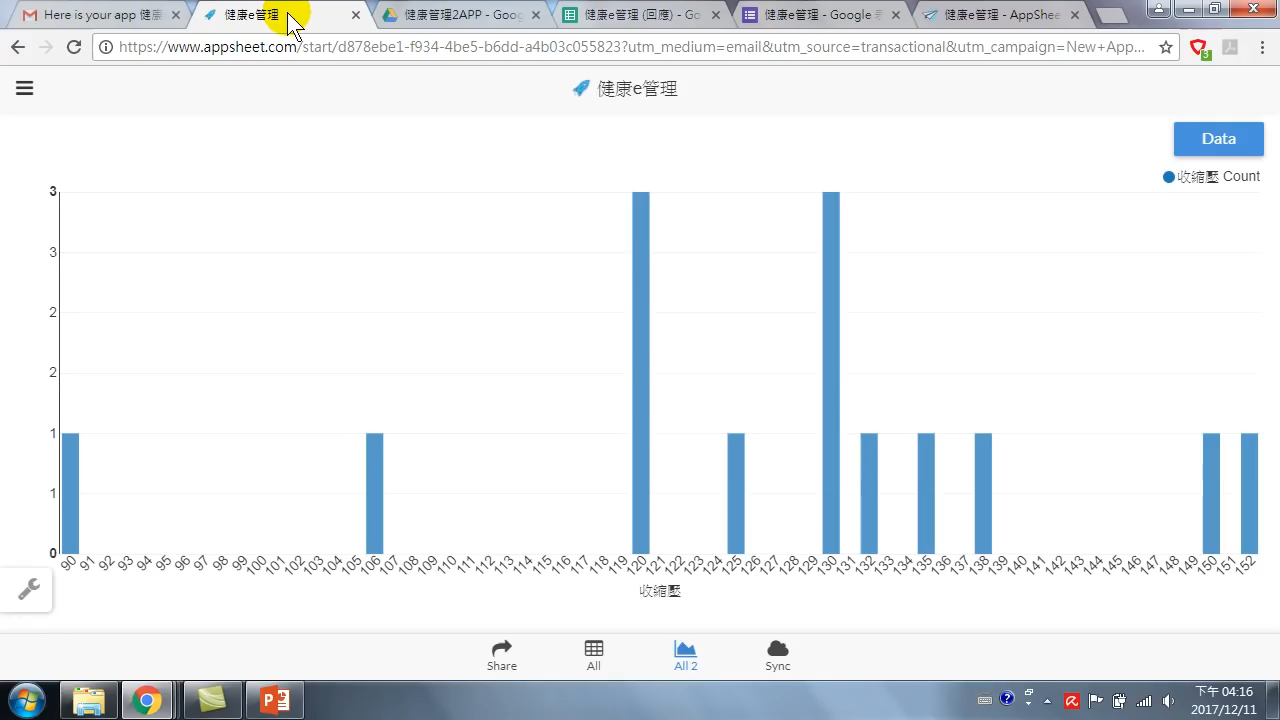 Here is your app 健康
健康e管理
健康管理2APP - Goog
健康e管理 (回應) - Go
健康e管理 - Google
健康e管理 - AppShee
https://www.appsheet.com/start/d878ebe1-f934-4be5-bbdd-a4b03c055823?utm_medium=email&utm_source=transactional&utm_campaign=New+App...
3
健康e管理
Data
收縮壓 Count
3
3
2
2
1
1
0
90 91 92 93 94 95 96 97 98 99 100 101 102 103 104 105 106 107 108 109 110 111 112 113 114 115 116 117 118 119 120 121 122 123 124 125 126 127 128 129 130 131 132 133 134 135 136 137 138 139 140 141 142 143 144 145 146 147 148 149 150 151 152
收縮壓
Share All All 2 Sync
下午 04:16
2017/12/11